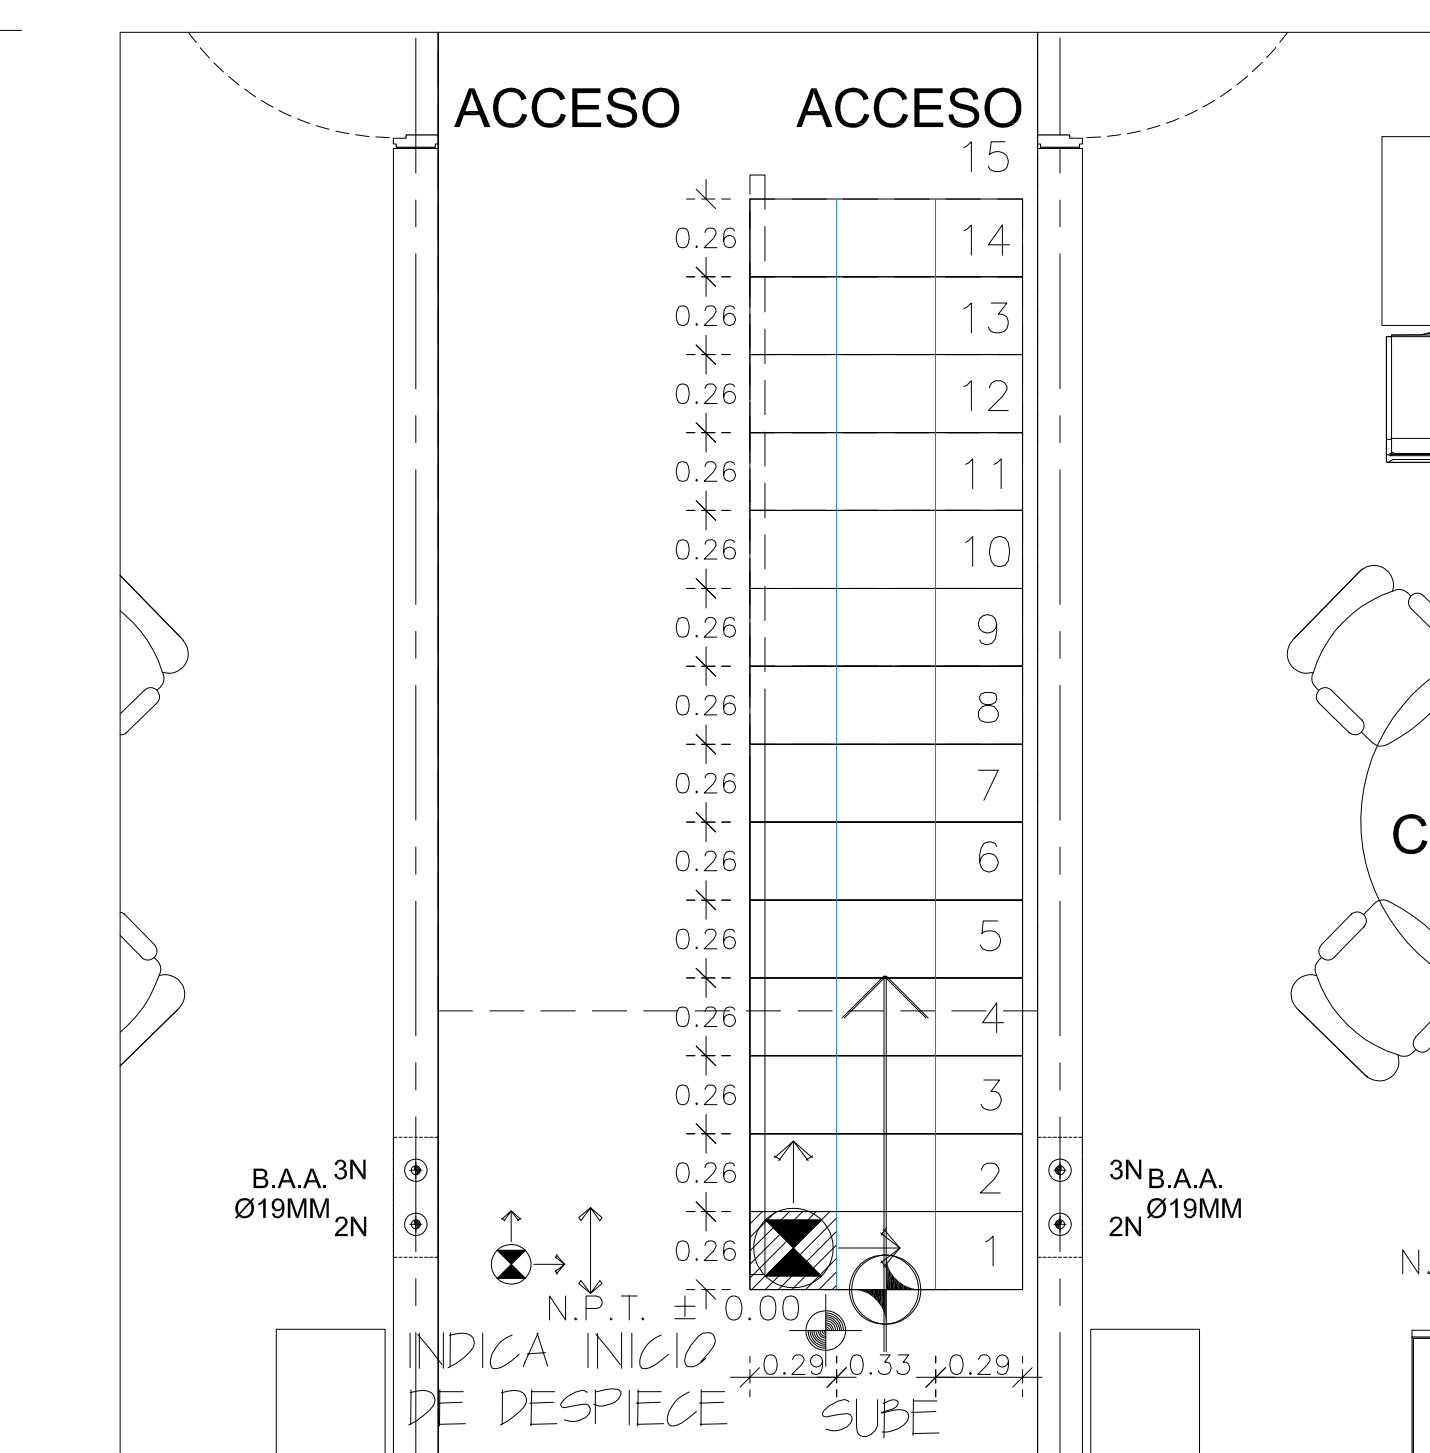 ACCESO ACCESO
15
0.26 14
0.26 13
0.26 12
0.26 11
0.26 10
0.26 9
0.26 8
0.26 7
0.26 6
0.26 5
0.26 4
0.26 3
0.26 2
0.26 1
C
B.A.A. 3N
Ø19MM 2N
3N B.A.A.
2N Ø19MM
N.
N.P.T. ± 0.00
INDICA INICIO
DE DESPIECE
0.29 0.33 0.29
SUBE